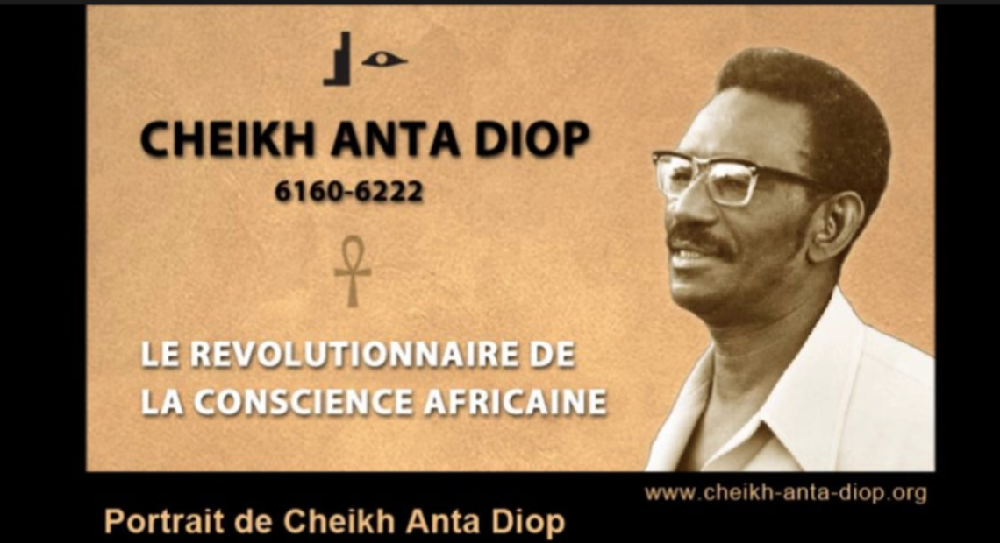 CHEIKH ANTA DIOP
6160-6222
LE REVOLUTIONNAIRE DE
LA CONSCIENCE AFRICAINE
www.cheikh-anta-diop.org
Portrait de Cheikh Anta Diop